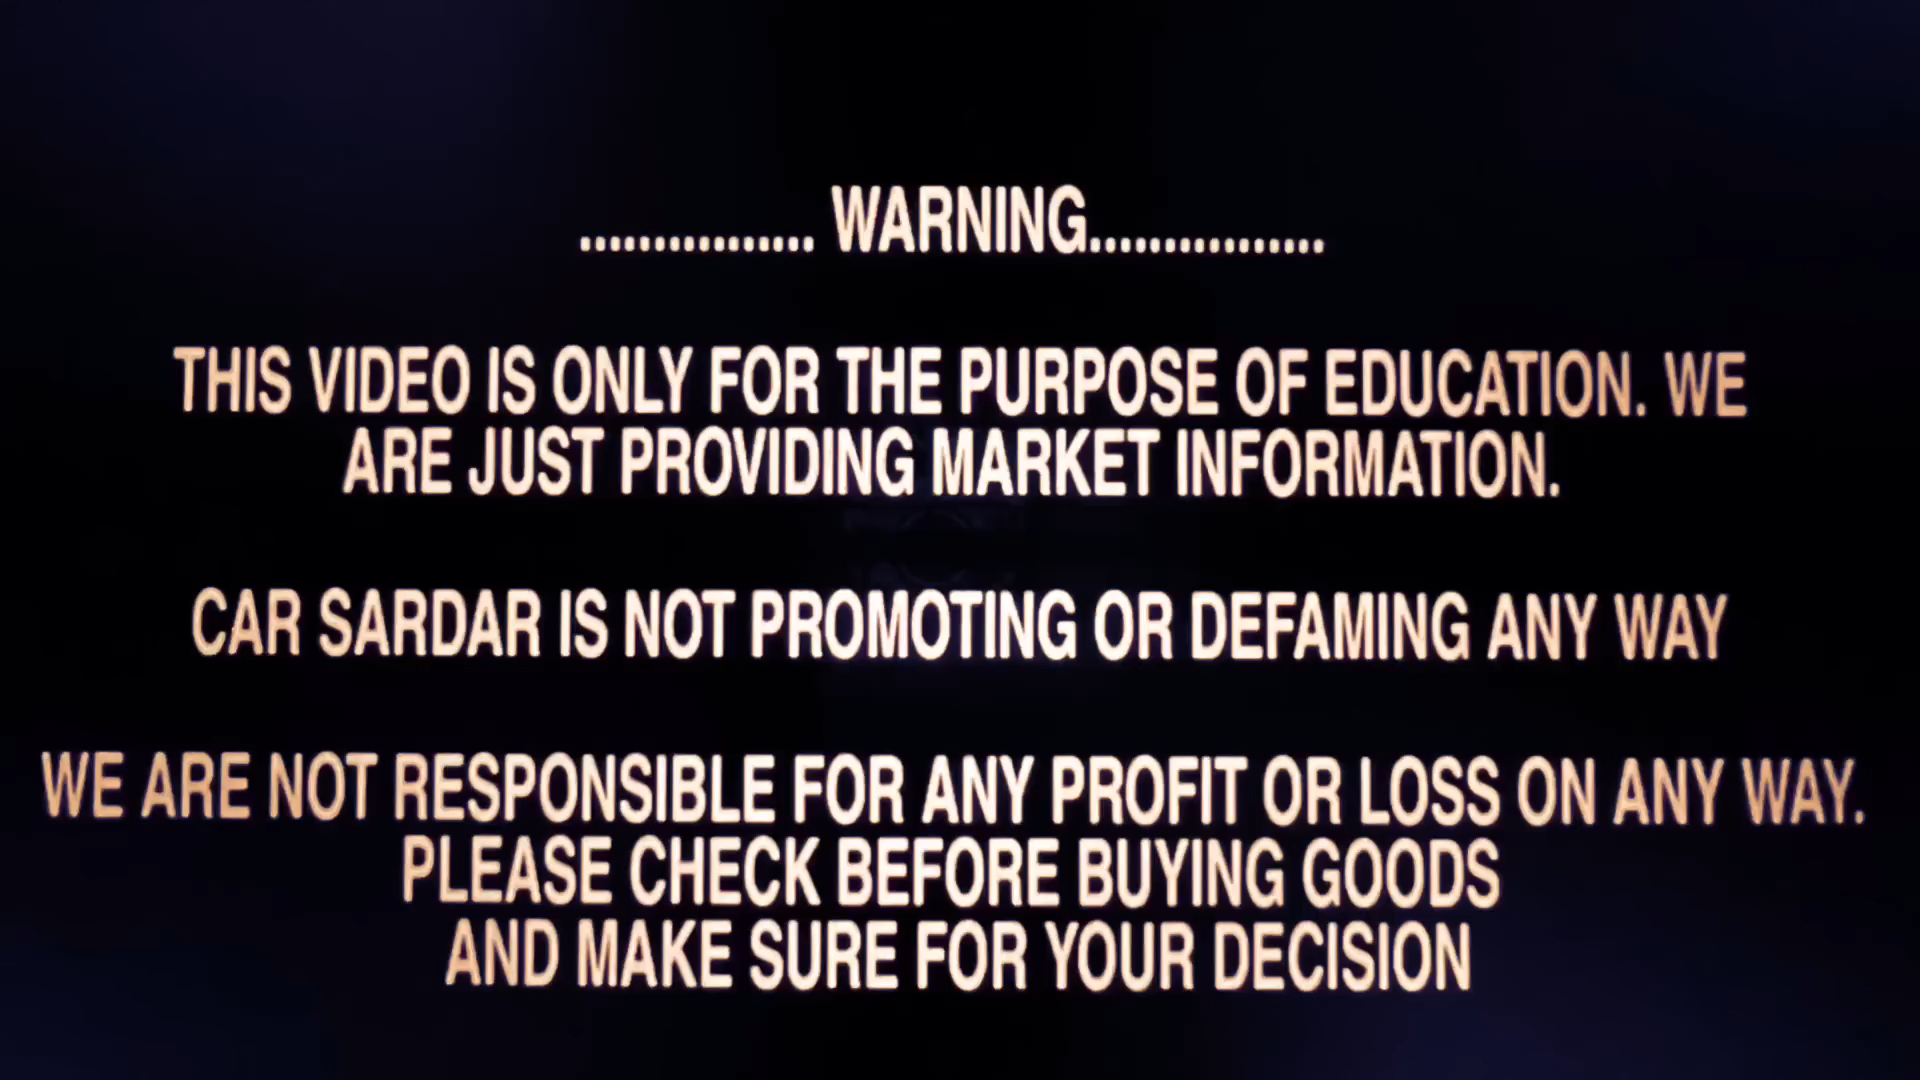 ................ WARNING................
THIS VIDEO IS ONLY FOR THE PURPOSE OF EDUCATION. WE
ARE JUST PROVIDING MARKET INFORMATION.
CAR SARDAR IS NOT PROMOTING OR DEFAMING ANY WAY
WE ARE NOT RESPONSIBLE FOR ANY PROFIT OR LOSS ON ANY WAY.
PLEASE CHECK BEFORE BUYING GOODS
AND MAKE SURE FOR YOUR DECISION